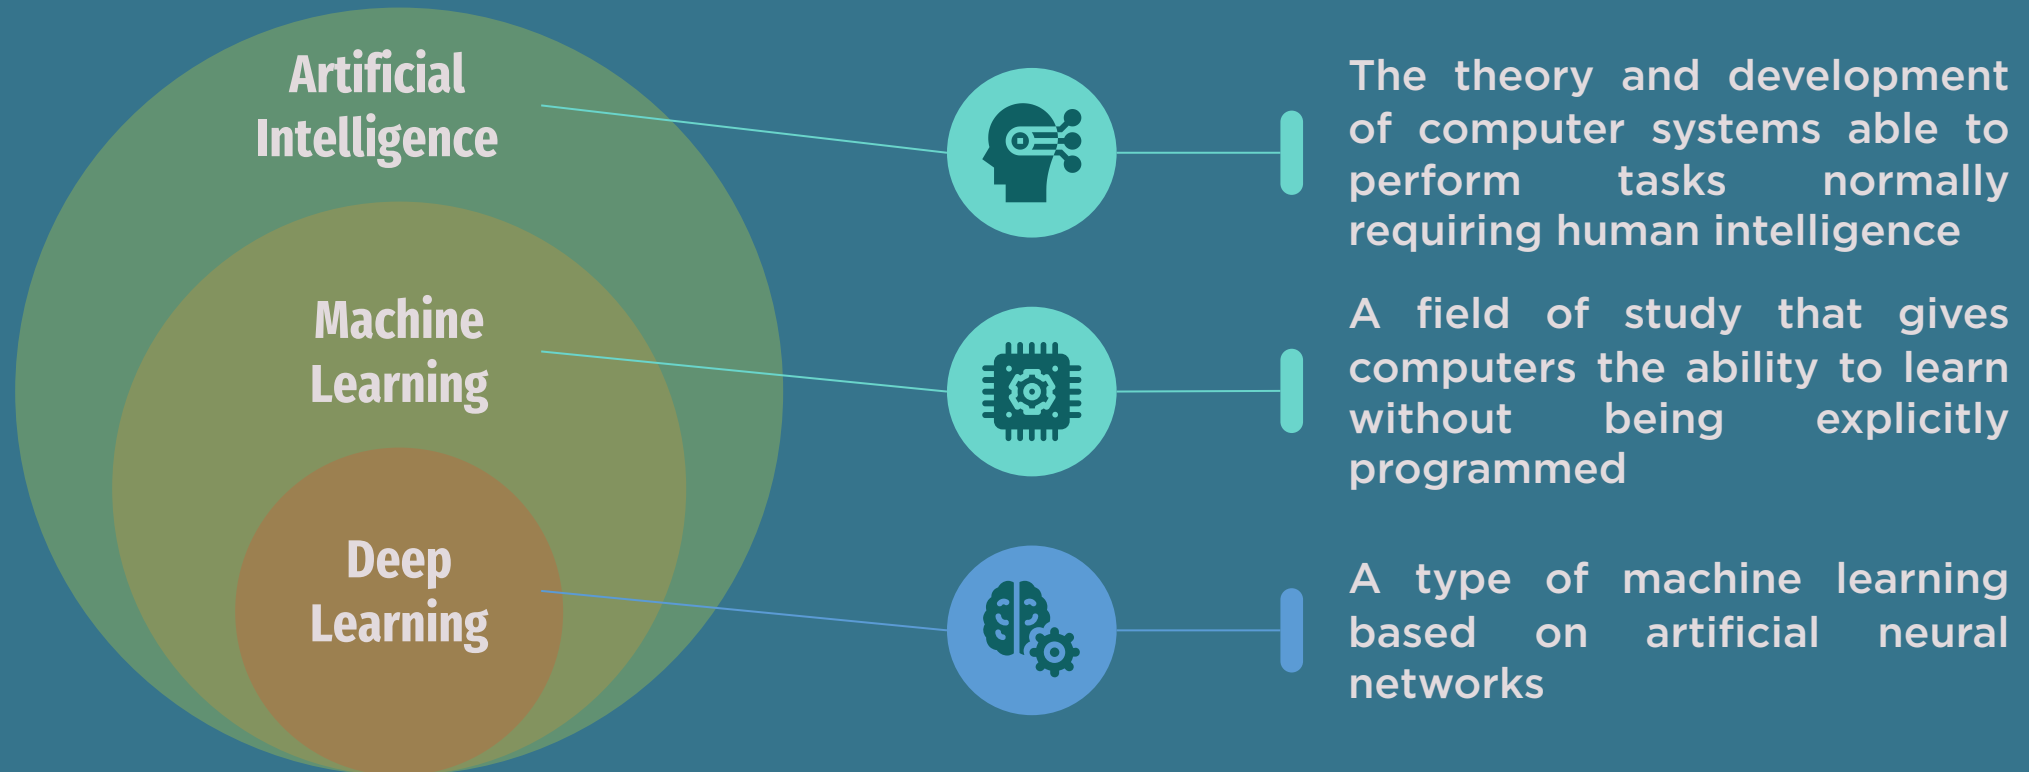 Artificial
Intelligence
The theory and development
of computer systems able to
perform tasks normally
requiring human intelligence
Machine
Learning
A field of study that gives
computers the ability to learn
without being explicitly
programmed
Deep
Learning
A type of machine learning
based on artificial neural
networks